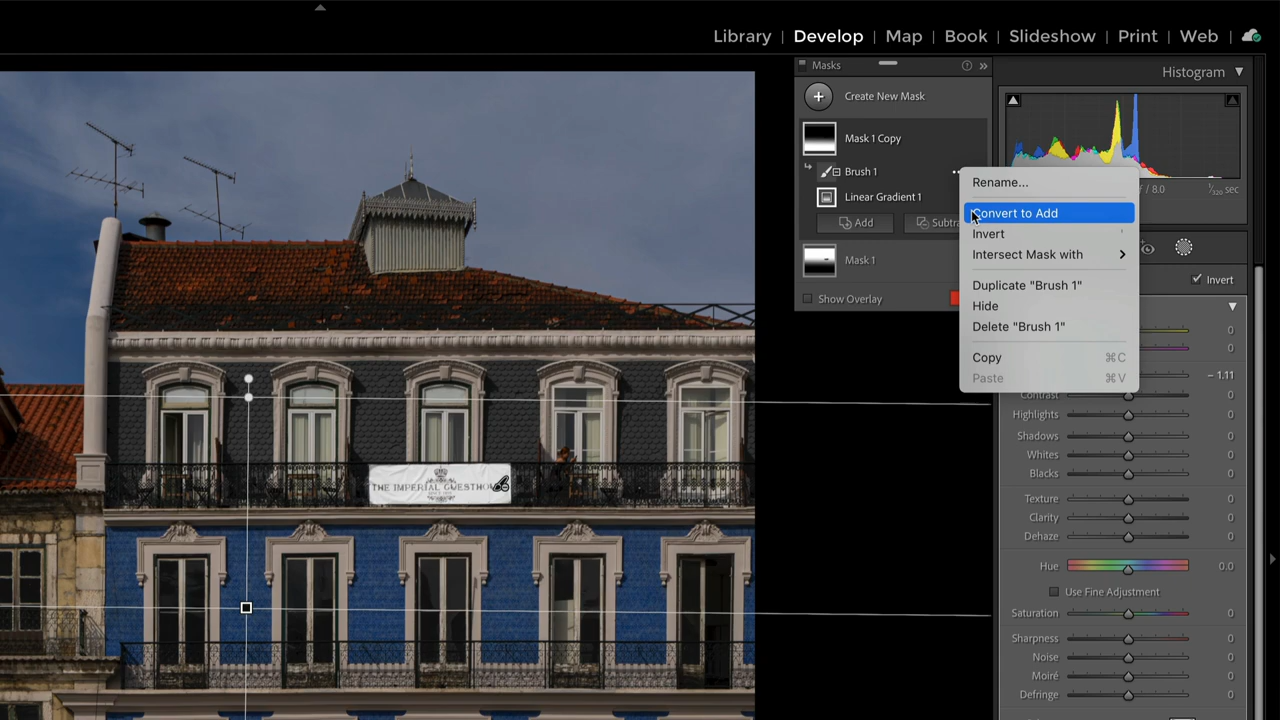 Library | Develop | Map | Book | Slideshow | Print | Web |
Masks
Histogram
Create New Mask
Mask 1 Copy
Brush 1
Linear Gradient 1
Add
Mask 1
Show Overlay
f / 8.0
sec
Rename...
Convert to Add
Invert
Intersect Mask with
Duplicate "Brush 1"
Hide
Delete "Brush 1"
Copy ⌘C
Paste ⌘V
Invert
0
0
– 1.11
Contrast 0
Highlights 0
Shadows 0
Whites 0
Blacks 0
Texture 0
Clarity 0
Dehaze 0
Hue 0.0
Use Fine Adjustment
Saturation 0
Sharpness 0
Noise 0
Moiré 0
Defringe 0
THE IMPERIAL